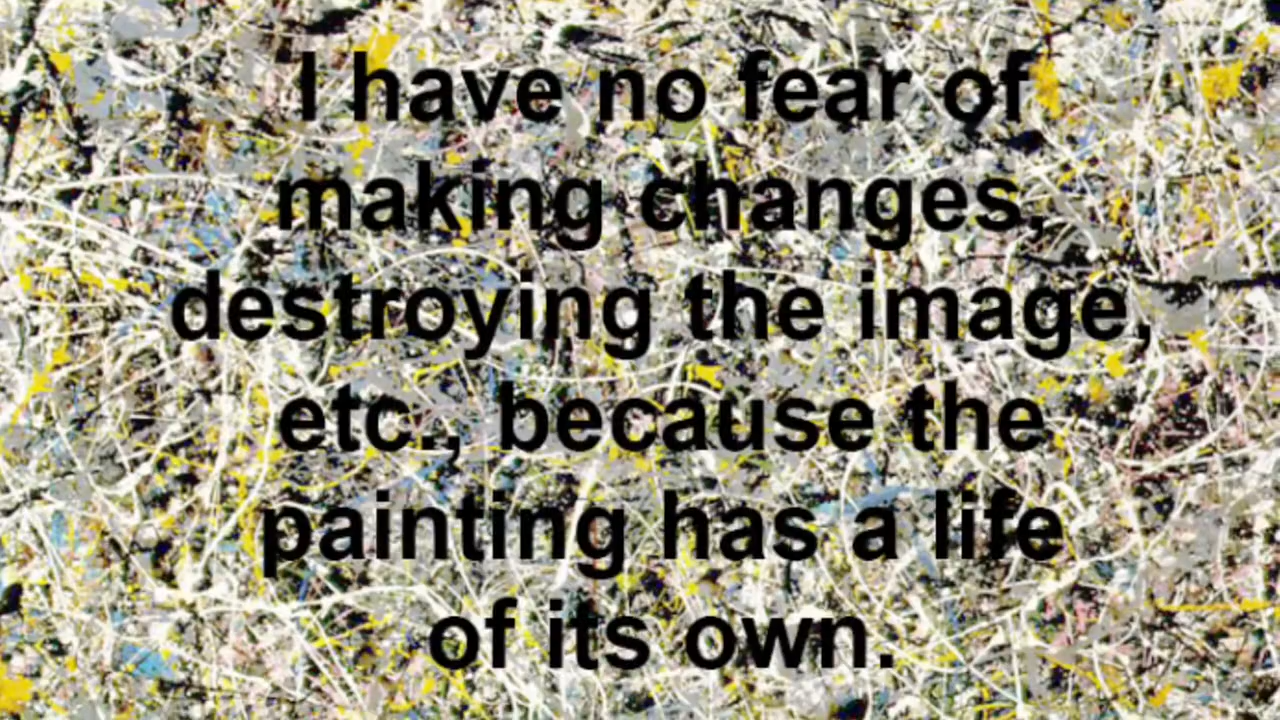 I have no fear of
making changes,
destroying the image,
etc., because the
painting has a life
of its own.